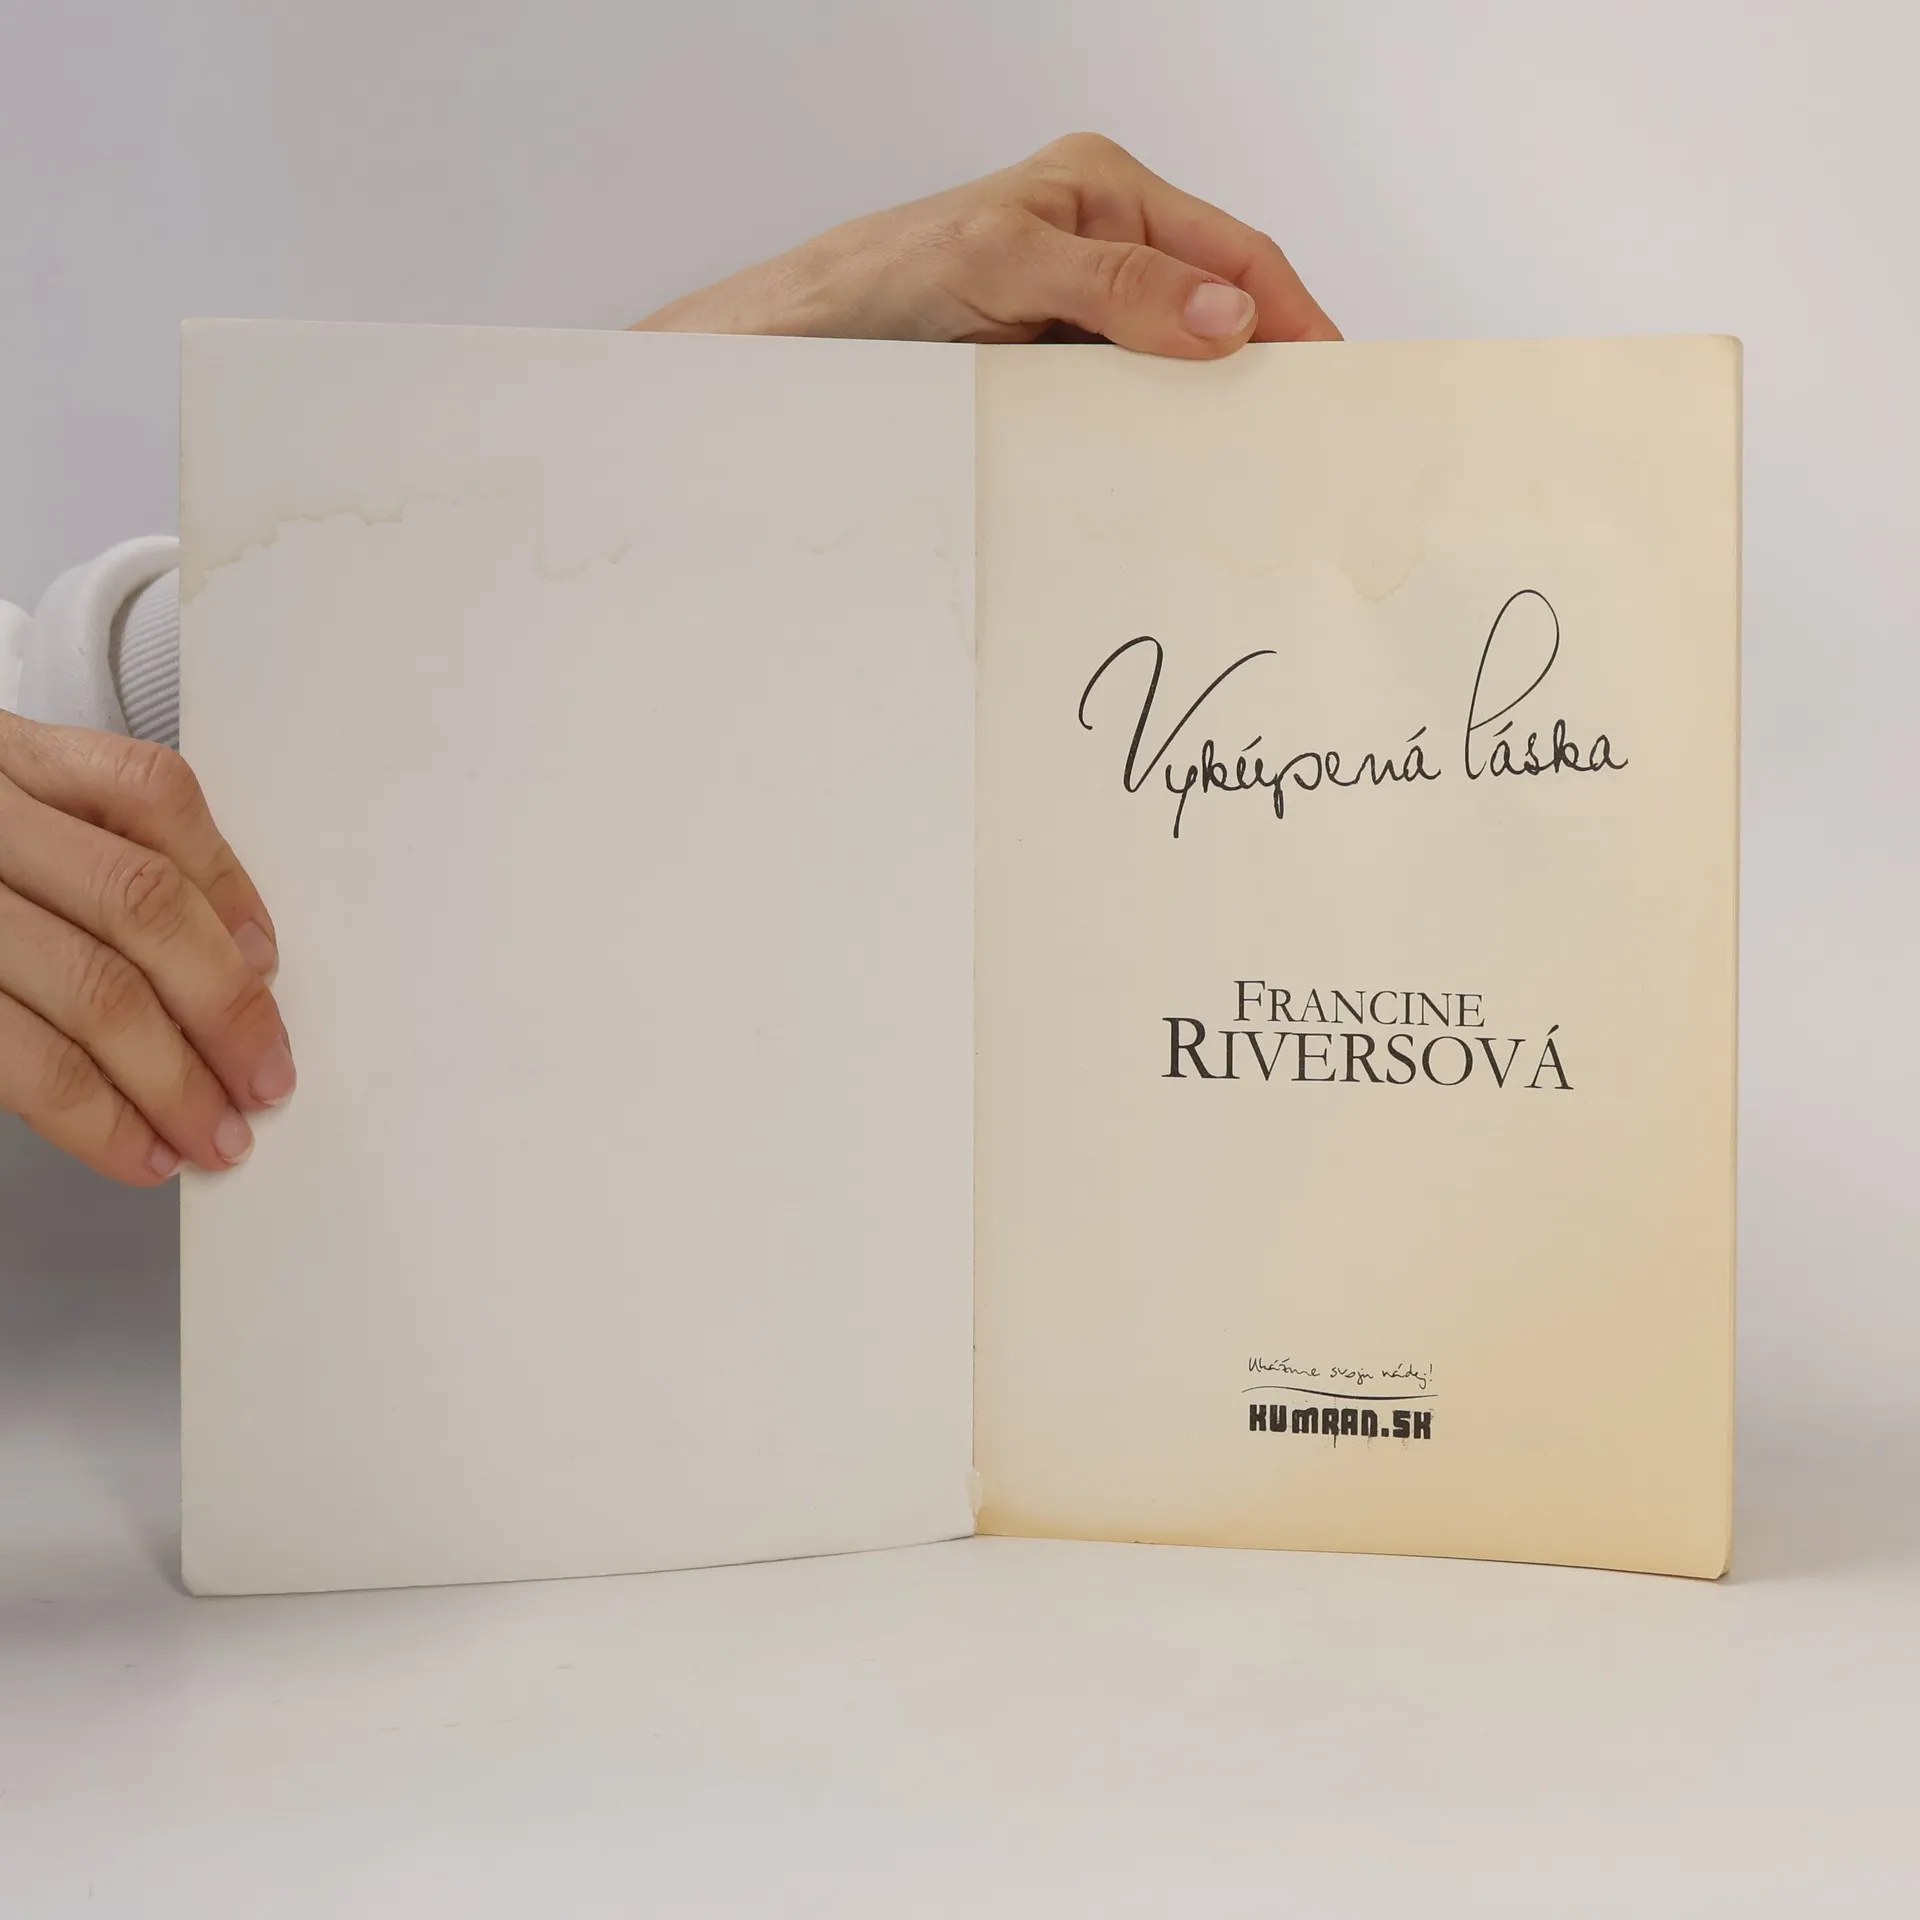 Vykúpená láska
FRANCINE
RIVERSOVÁ
Ukážme svoju nádej!
KUMRAN.SK